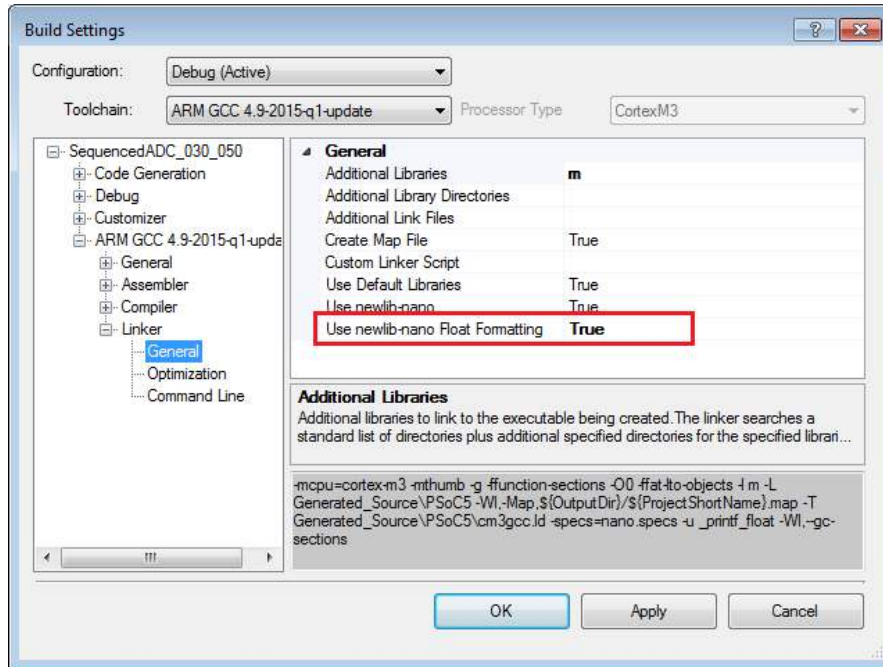 Build Settings
Configuration: Debug (Active)
Toolchain: ARM GCC 4.9-2015-q1-update Processor Type CortexM3
SequencedADC_030_050
Code Generation
Debug
Customizer
ARM GCC 4.9-2015-q1-upda
General
Assembler
Compiler
Linker
General
Optimization
Command Line
General
Additional Libraries m
Additional Library Directories
Additional Link Files
Create Map File True
Custom Linker Script
Use Default Libraries True
Use newlib-nano True
Use newlib-nano Float Formatting True
Additional Libraries
Additional libraries to link to the executable being created.The linker searches a
standard list of directories plus additional specified directories for the specified librari...
-mcpu=cortex-m3 -mthumb -g -ffunction-sections -O0 -ffat-lto-objects -l m -L
Generated_Source\PSoC5 -Wl,-Map,${OutputDir}/${ProjectShortName}.map -T
Generated_Source\PSoC5\cm3gcc.ld -specs=nano.specs -u _printf_float -Wl,--gc-
sections
OK Apply Cancel